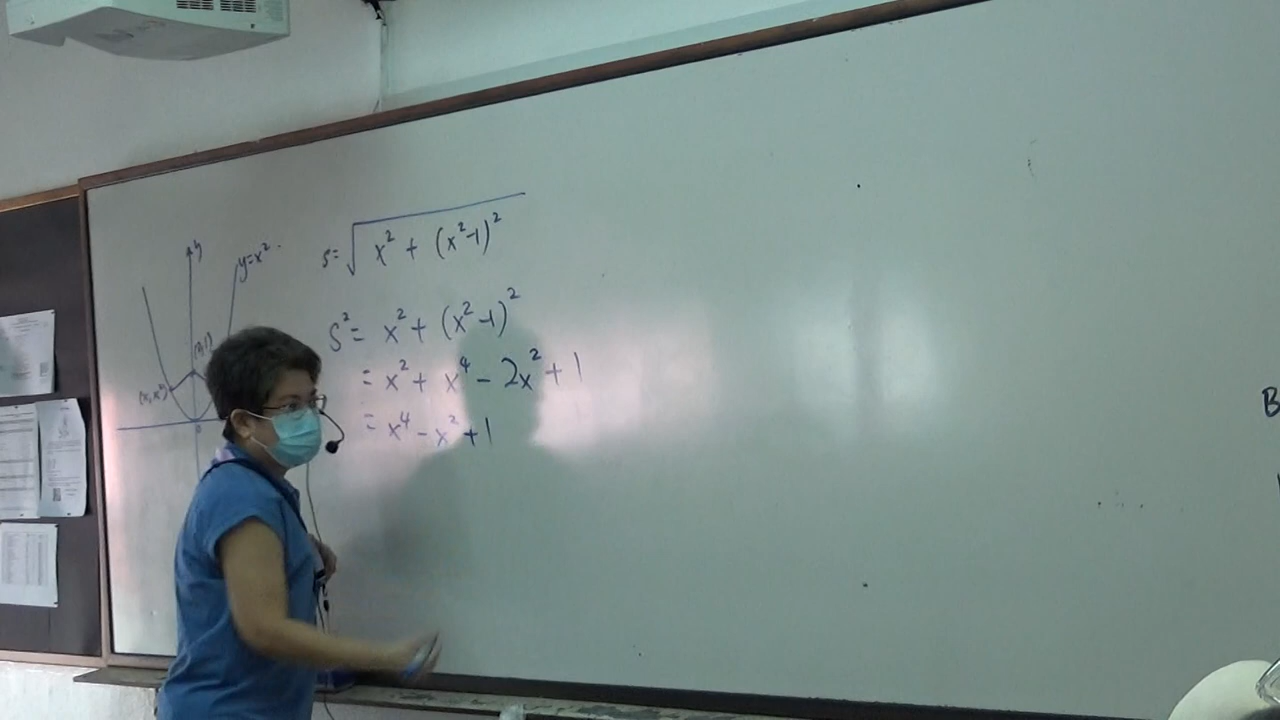 y
y=x²
(0,1)
(x,x²)
0
S = √(x² + (x²-1)²)
S² = x² + (x²-1)²
= x² + x⁴ - 2x² + 1
= x⁴ - x² + 1
B